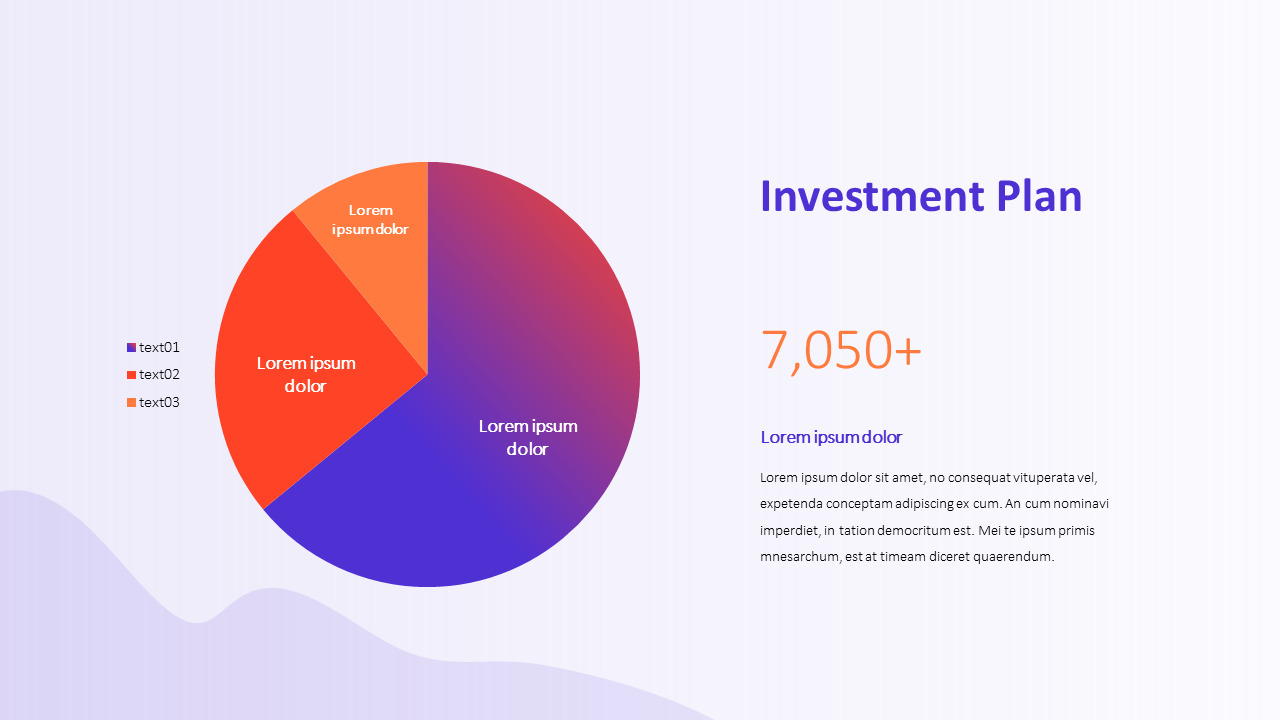 Investment Plan
Lorem
ipsum dolor
Lorem ipsum
dolor
Lorem ipsum
dolor
text01
text02
text03
7,050+
Lorem ipsum dolor
Lorem ipsum dolor sit amet, no consequat vituperata vel,
expetenda conceptam adipiscing ex cum. An cum nominavi
imperdiet, in tation democritum est. Mei te ipsum primis
mnesarchum, est at timeam diceret quaerendum.